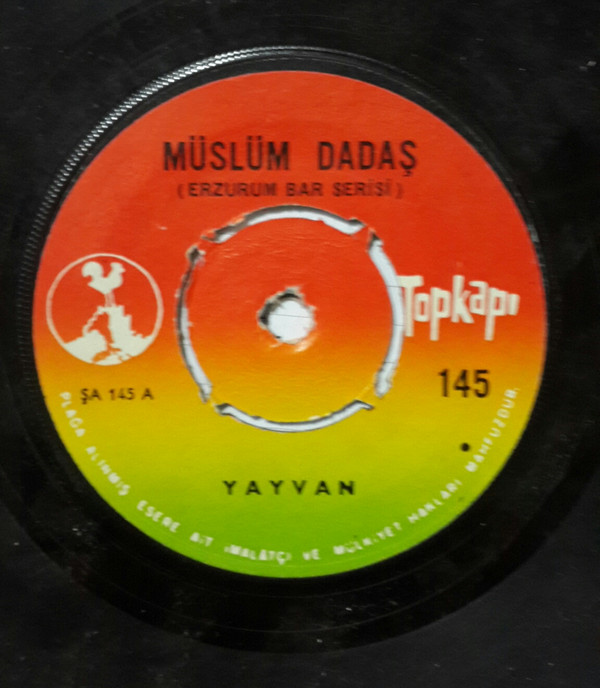 MÜSLÜM DADAŞ
(ERZURUM BAR SERİSİ)
Topkapı
ŞA 145 A
145
YAYVAN
PLAĞA ALINMIŞ ESERE AİT İMALÂTÇI VE MÜLKİYET HAKLARI MAHFUZDUR.